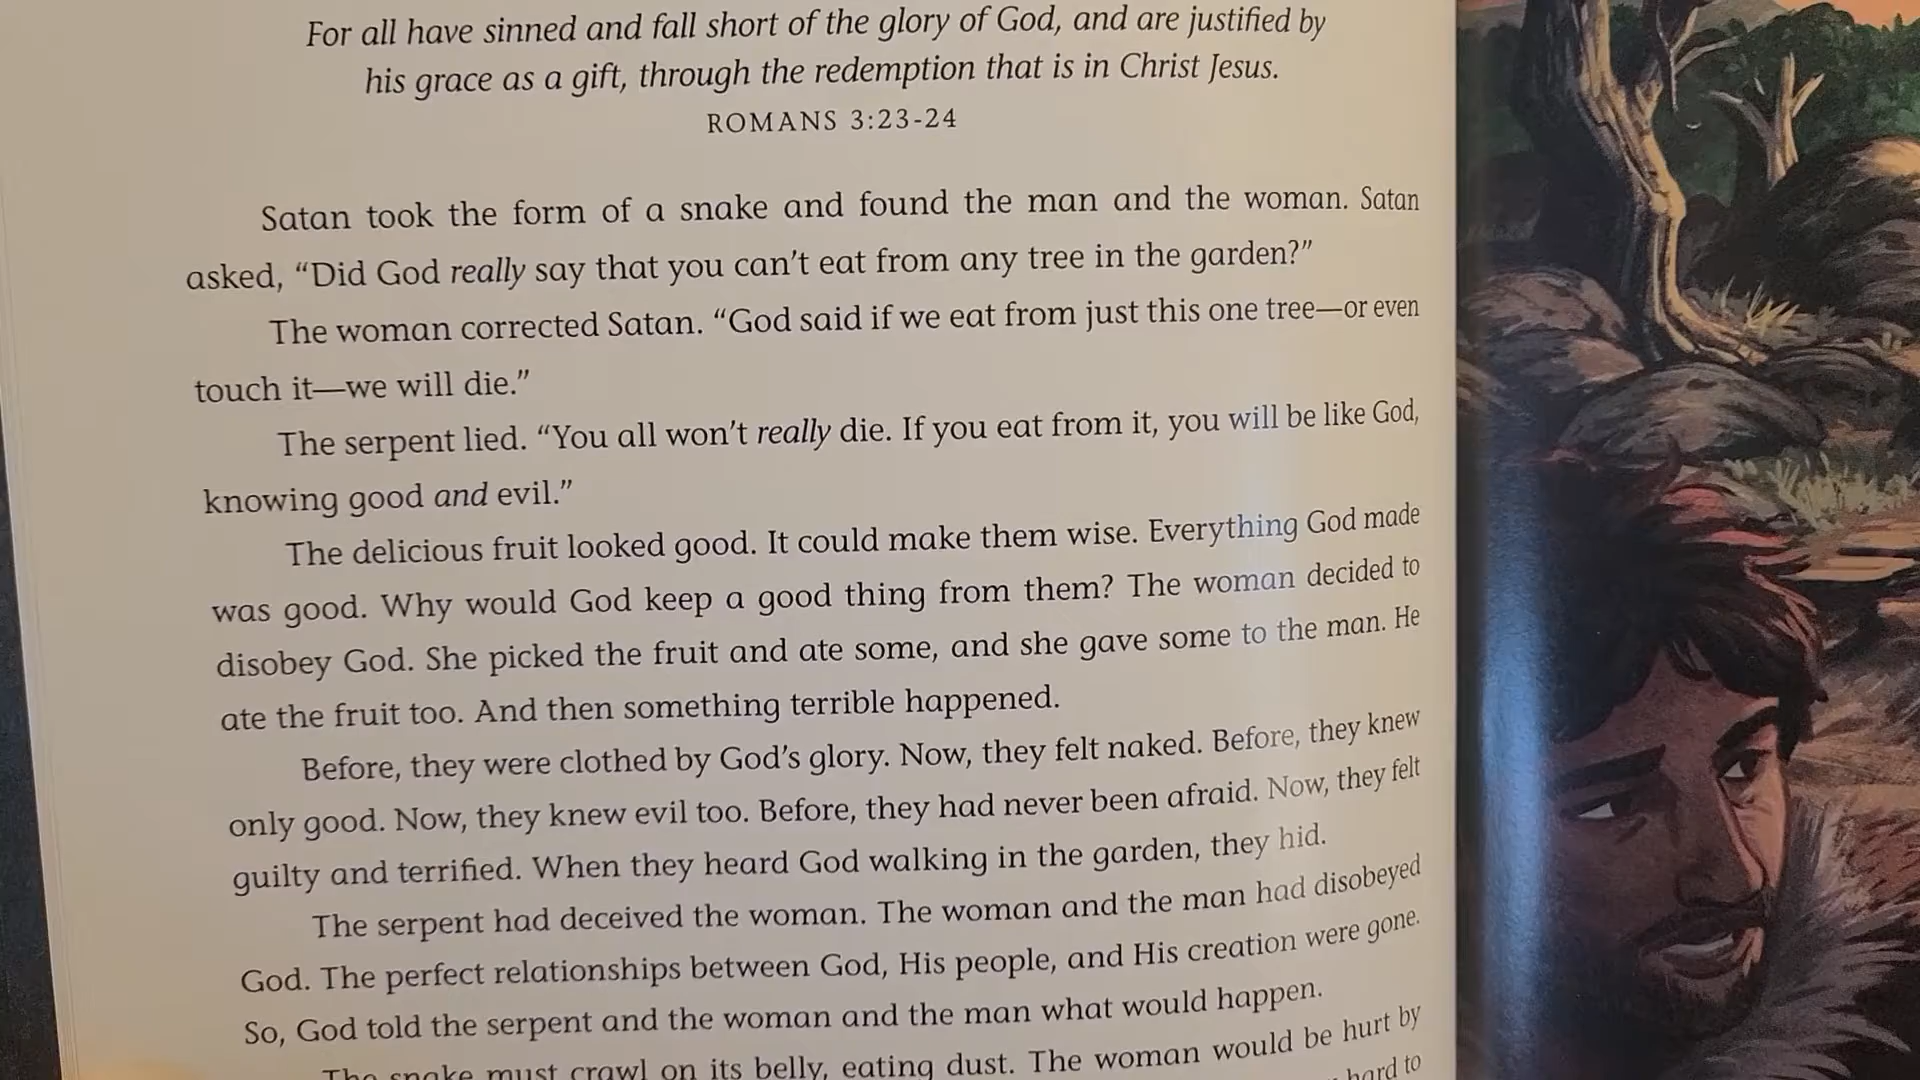 For all have sinned and fall short of the glory of God, and are justified by
his grace as a gift, through the redemption that is in Christ Jesus.
ROMANS 3:23-24
Satan took the form of a snake and found the man and the woman. Satan
asked, “Did God really say that you can’t eat from any tree in the garden?”
The woman corrected Satan. “God said if we eat from just this one tree—or even
touch it—we will die.”
The serpent lied. “You all won’t really die. If you eat from it, you will be like God,
knowing good and evil.”
The delicious fruit looked good. It could make them wise. Everything God made
was good. Why would God keep a good thing from them? The woman decided to
disobey God. She picked the fruit and ate some, and she gave some to the man. He
ate the fruit too. And then something terrible happened.
Before, they were clothed by God’s glory. Now, they felt naked. Before, they knew
only good. Now, they knew evil too. Before, they had never been afraid. Now, they felt
guilty and terrified. When they heard God walking in the garden, they hid.
The serpent had deceived the woman. The woman and the man had disobeyed
God. The perfect relationships between God, His people, and His creation were gone.
So, God told the serpent and the woman and the man what would happen.
The snake must crawl on its belly, eating dust. The woman would be hurt by
hard to